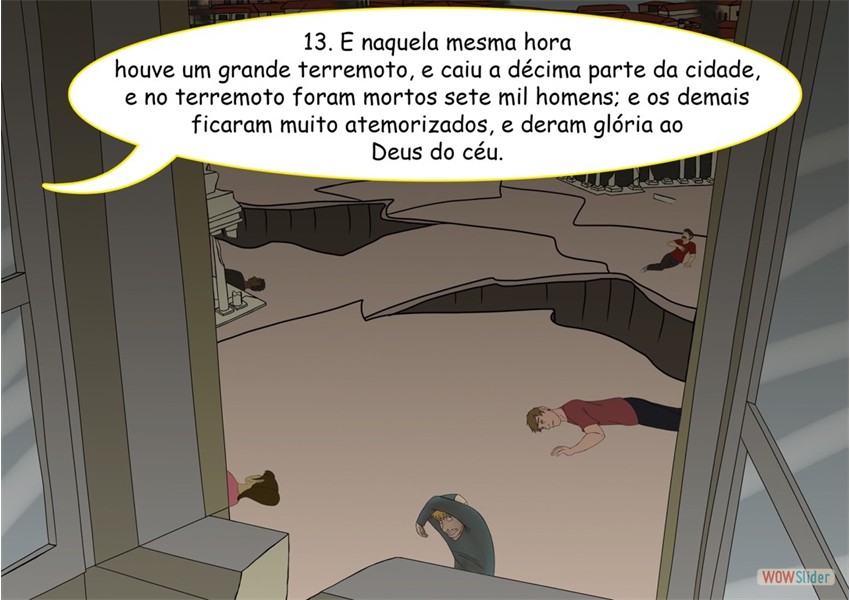 13. E naquela mesma hora
houve um grande terremoto, e caiu a décima parte da cidade,
e no terremoto foram mortos sete mil homens; e os demais
ficaram muito atemorizados, e deram glória ao
Deus do céu.
WOWSlider